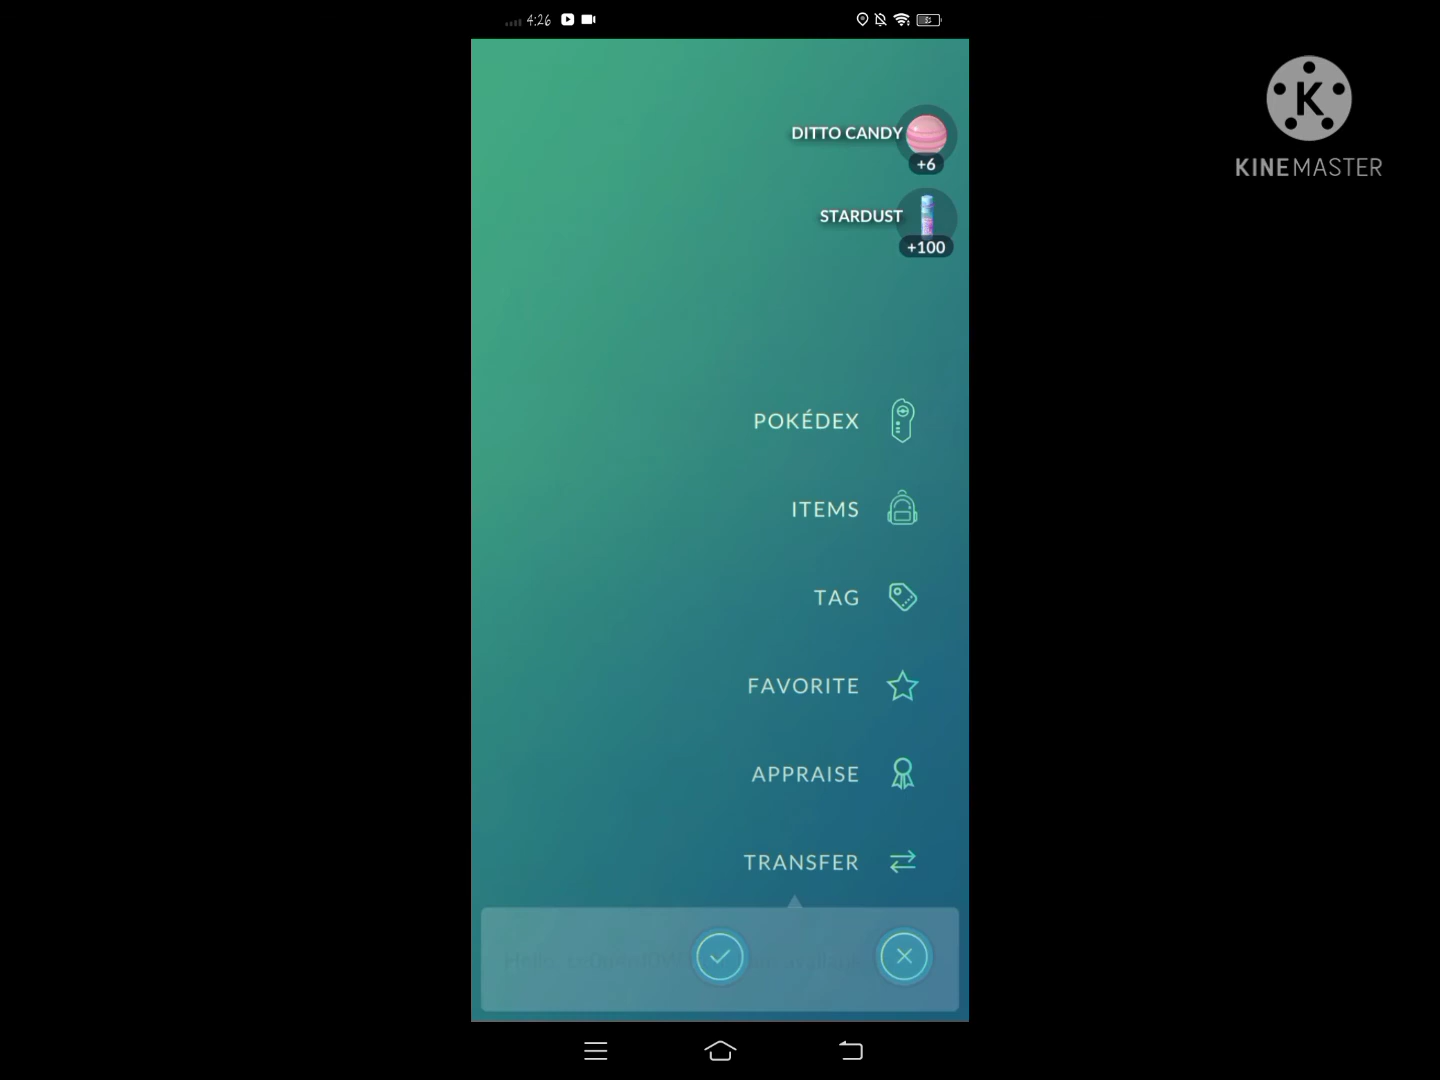 4:26
KINEMASTER
DITTO CANDY
+6
STARDUST
+100
POKÉDEX
ITEMS
TAG
FAVORITE
APPRAISE
TRANSFER